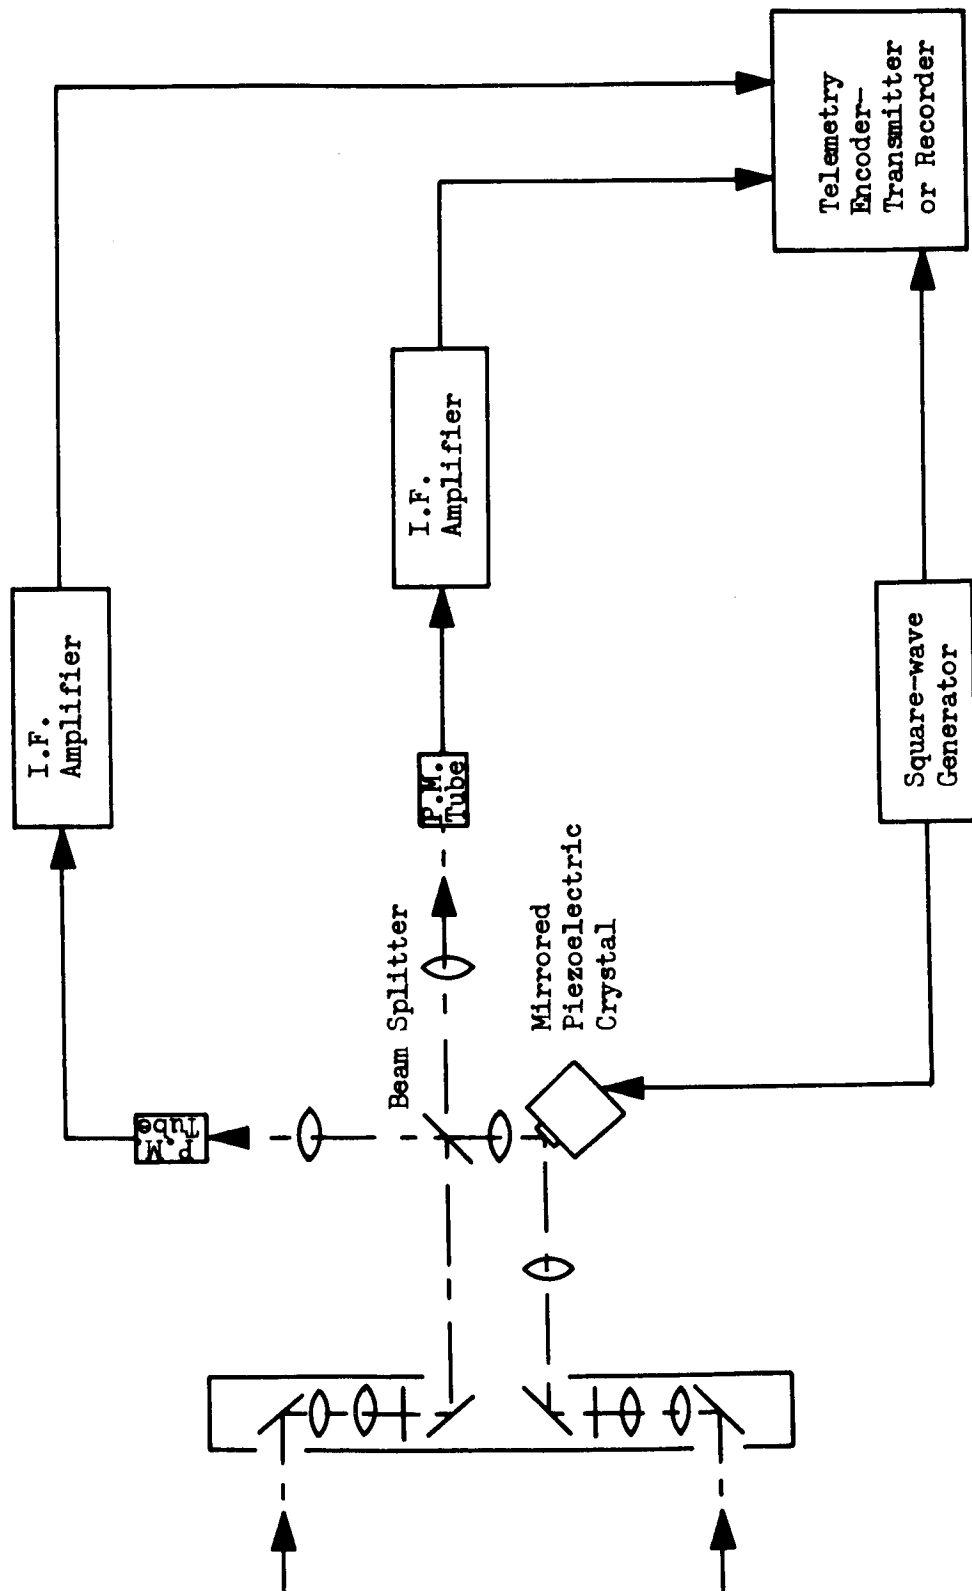 I.F.
Amplifier
P.M
Tube
Beam Splitter
P.M.
Tube
I.F.
Amplifier
Telemetry
Encoder-
Transmitter
or Recorder
Mirrored
Piezoelectric
Crystal
Square-wave
Generator